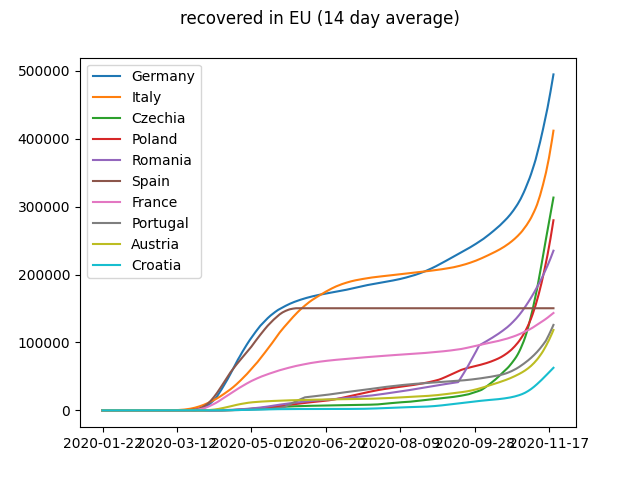 recovered in EU (14 day average)
500000
400000
300000
200000
100000
0
Germany
Italy
Czechia
Poland
Romania
Spain
France
Portugal
Austria
Croatia
2020-01-22 2020-03-12 2020-05-01 2020-06-20 2020-08-09 2020-09-28 2020-11-17